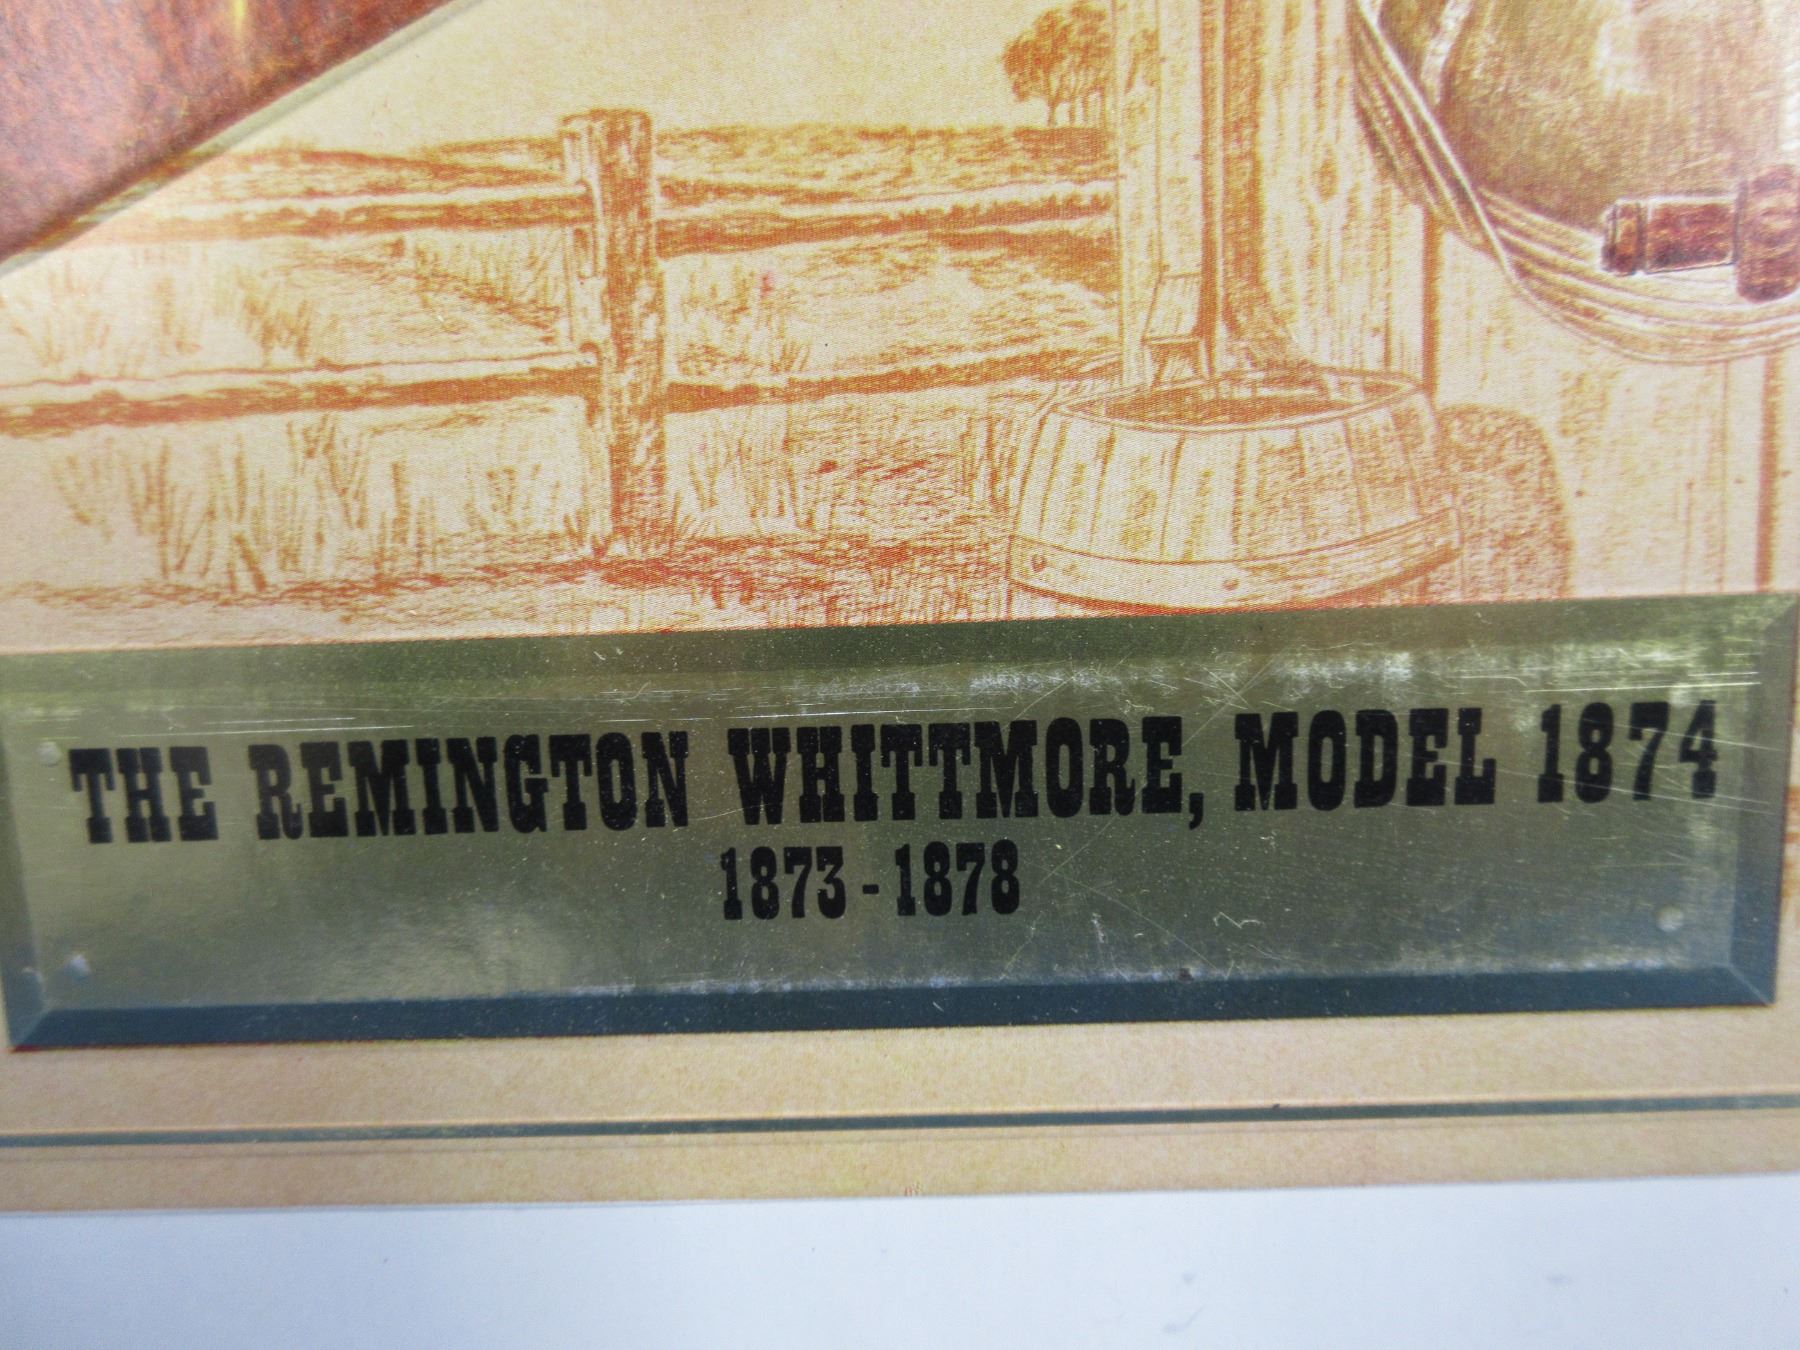 THE REMINGTON WHITTMORE, MODEL 1874
1873 - 1878